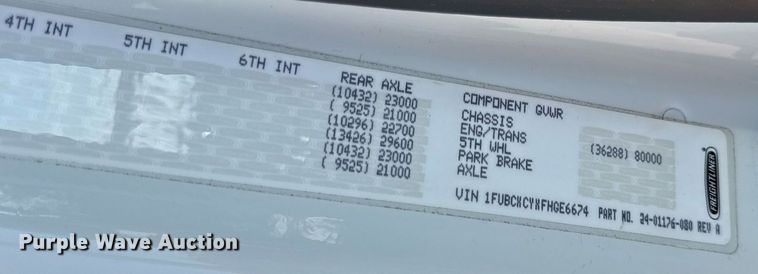 4TH INT 5TH INT 6TH INT REAR AXLE COMPONENT GVWR
(10432) 23000 CHASSIS
( 9525) 21000 ENG/TRANS
(10296) 22700 5TH WHL (36288) 80000
(13426) 29600 PARK BRAKE
(10432) 23000 AXLE
( 9525) 21000
VIN 1FUBCXCYXFHGE6674 PART NO. 24-01176-080 REV A
FREIGHTLINER
Purple Wave Auction